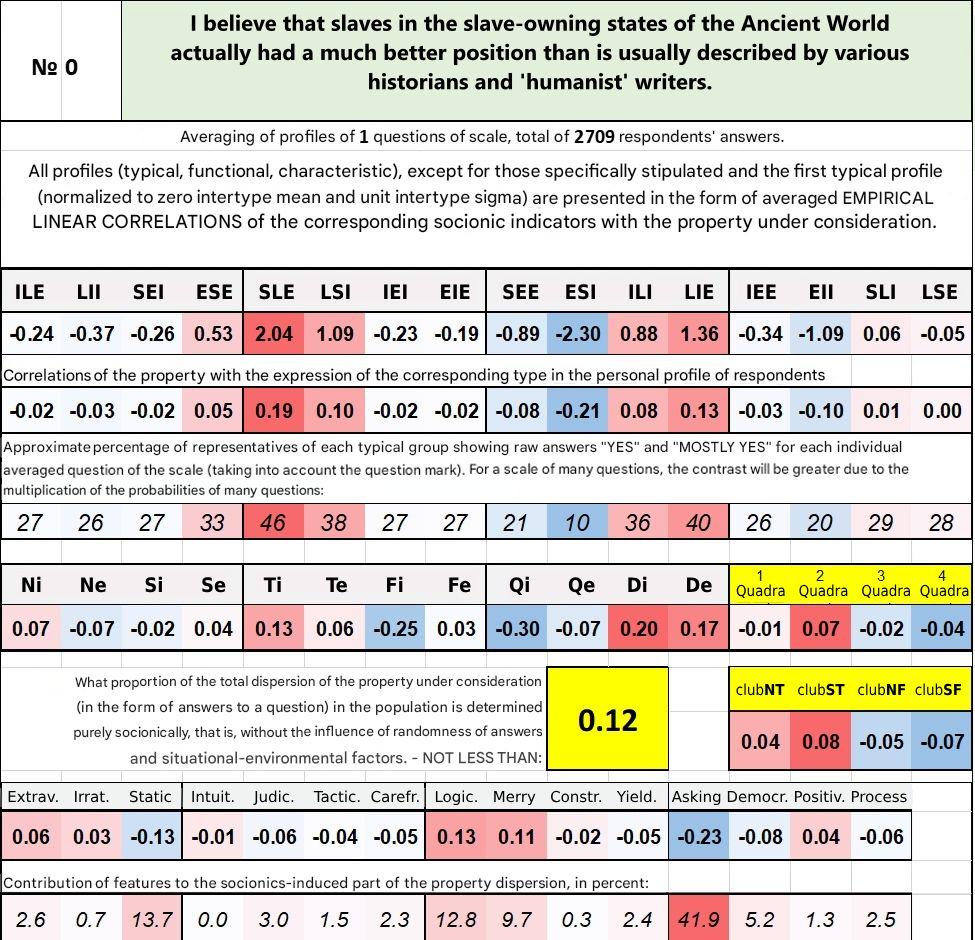 № 0
I believe that slaves in the slave-owning states of the Ancient World
actually had a much better position than is usually described by various
historians and 'humanist' writers.
Averaging of profiles of 1 questions of scale, total of 2709 respondents' answers.
All profiles (typical, functional, characteristic), except for those specifically stipulated and the first typical profile
(normalized to zero intertype mean and unit intertype sigma) are presented in the form of averaged EMPIRICAL
LINEAR CORRELATIONS of the corresponding socionic indicators with the property under consideration.
ILE LII SEI ESE SLE LSI IEI EIE SEE ESI ILI LIE IEE EII SLI LSE
-0.24 -0.37 -0.26 0.53 2.04 1.09 -0.23 -0.19 -0.89 -2.30 0.88 1.36 -0.34 -1.09 0.06 -0.05
Correlations of the property with the expression of the corresponding type in the personal profile of respondents
-0.02 -0.03 -0.02 0.05 0.19 0.10 -0.02 -0.02 -0.08 -0.21 0.08 0.13 -0.03 -0.10 0.01 0.00
Approximate percentage of representatives of each typical group showing raw answers "YES" and "MOSTLY YES" for each individual
averaged question of the scale (taking into account the question mark). For a scale of many questions, the contrast will be greater due to the
multiplication of the probabilities of many questions:
27 26 27 33 46 38 27 27 21 10 36 40 26 20 29 28
Ni Ne Si Se Ti Te Fi Fe Qi Qe Di De 1 Quadra 2 Quadra 3 Quadra 4 Quadra
0.07 -0.07 -0.02 0.04 0.13 0.06 -0.25 0.03 -0.30 -0.07 0.20 0.17 -0.01 0.07 -0.02 -0.04
What proportion of the total dispersion of the property under consideration
(in the form of answers to a question) in the population is determined
purely socionically, that is, without the influence of randomness of answers
and situational-environmental factors. - NOT LESS THAN:
0.12
clubNT clubST clubNF clubSF
0.04 0.08 -0.05 -0.07
Extrav. Irrat. Static Intuit. Judic. Tactic. Carefr. Logic. Merry Constr. Yield. Asking Democr. Positiv. Process
0.06 0.03 -0.13 -0.01 -0.06 -0.04 -0.05 0.13 0.11 -0.02 -0.05 -0.23 -0.08 0.04 -0.06
Contribution of features to the socionics-induced part of the property dispersion, in percent:
2.6 0.7 13.7 0.0 3.0 1.5 2.3 12.8 9.7 0.3 2.4 41.9 5.2 1.3 2.5